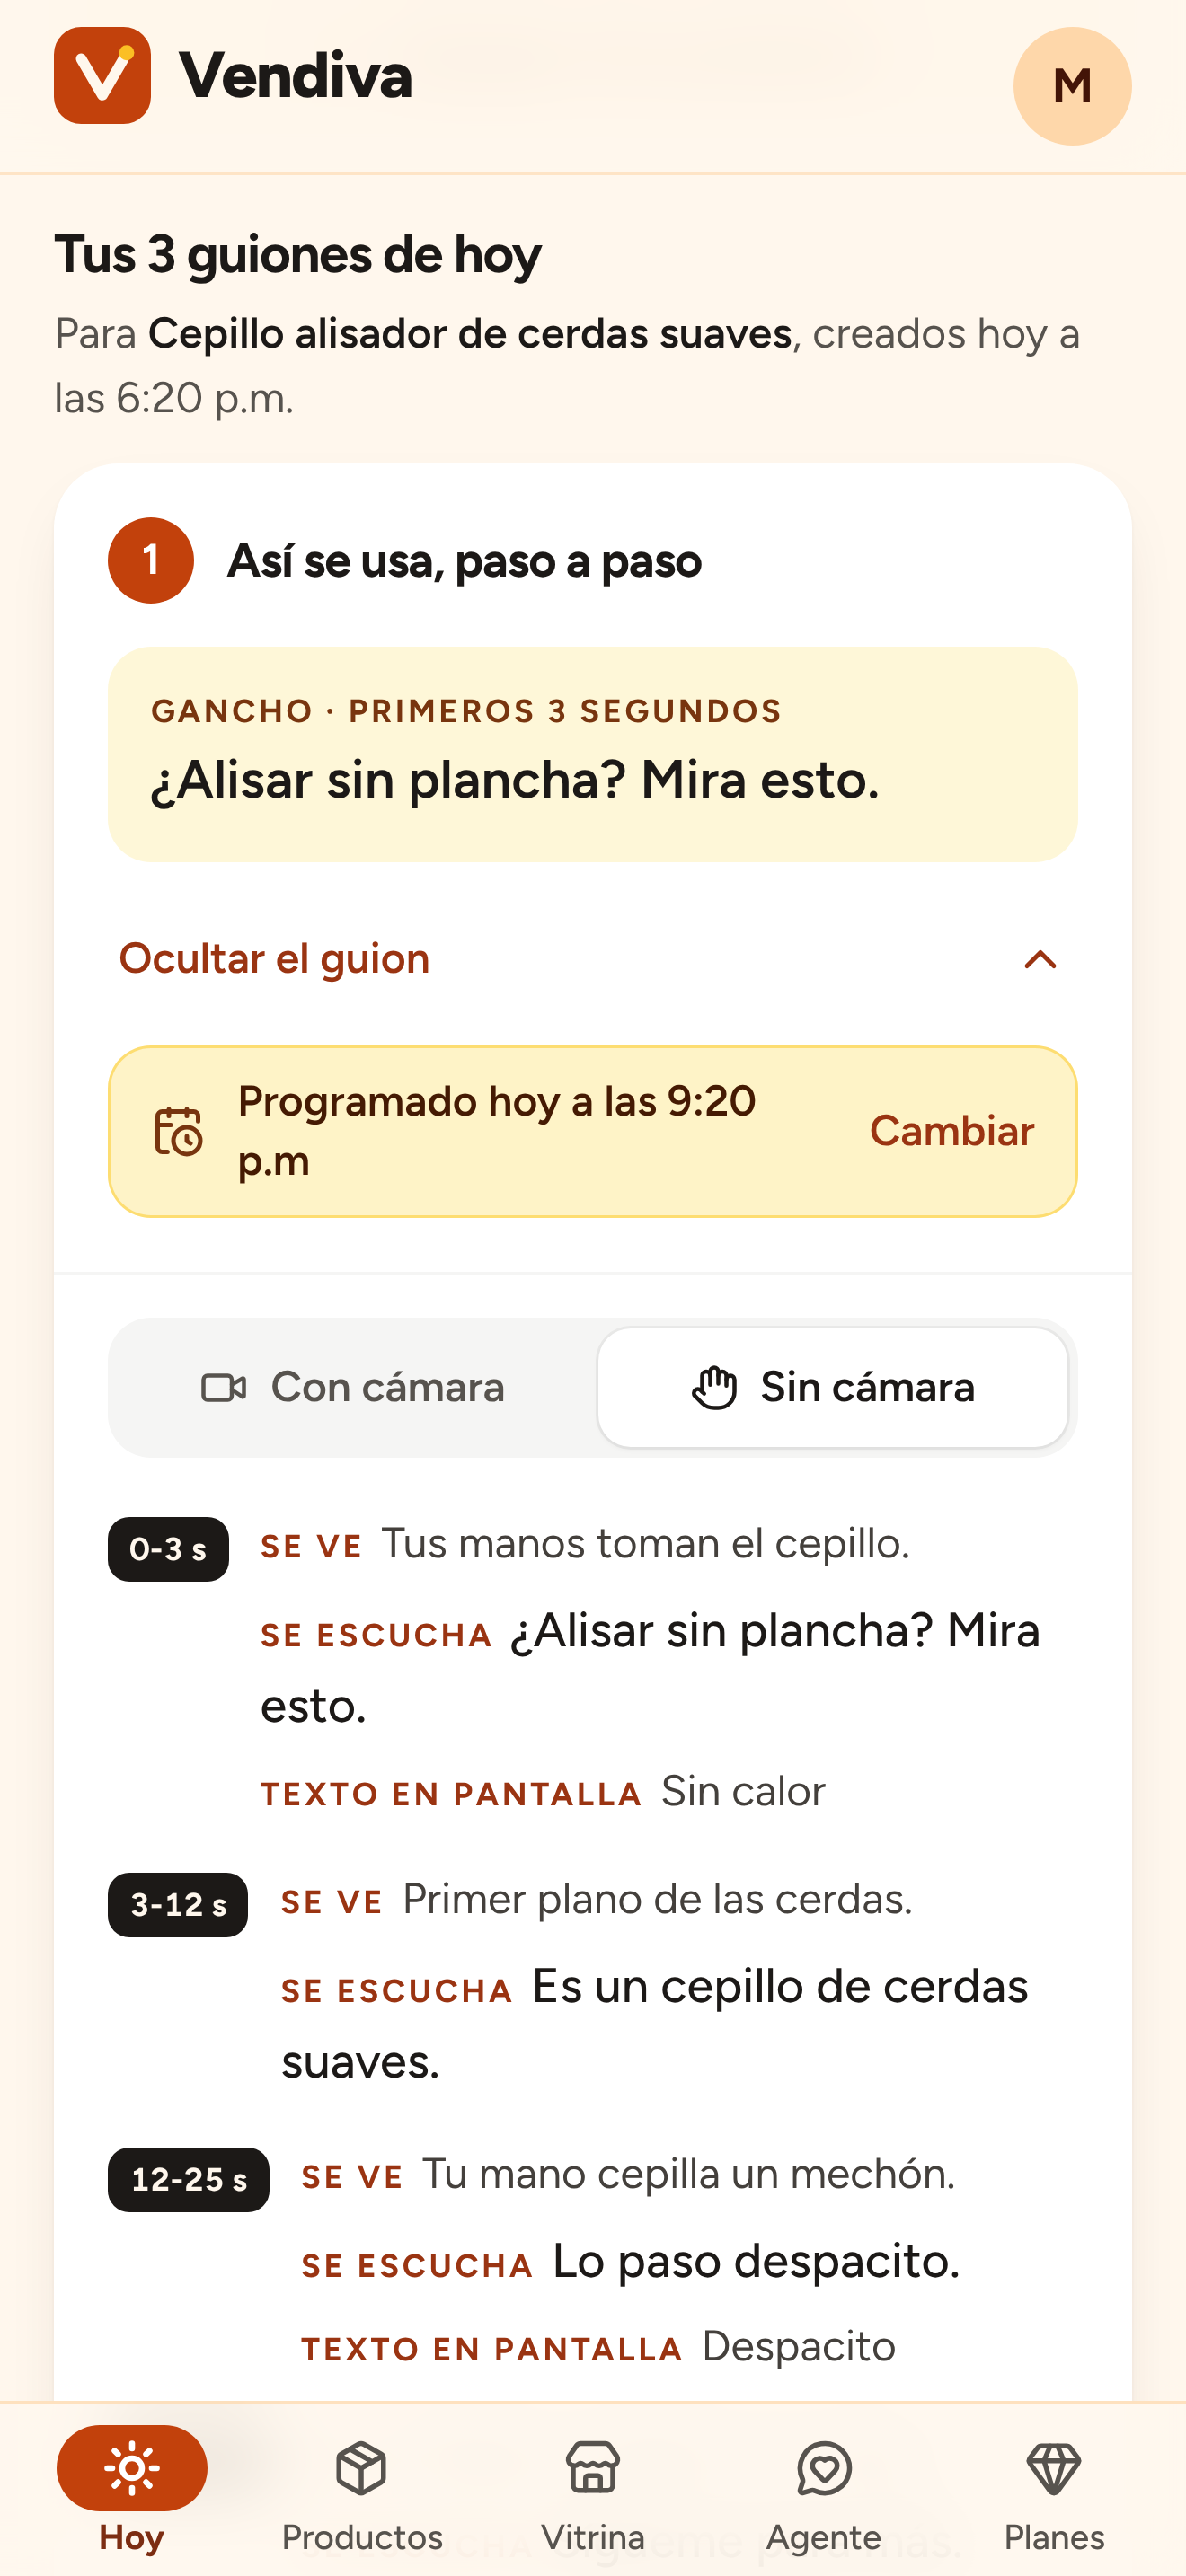 Vendiva
M
Tus 3 guiones de hoy
Para Cepillo alisador de cerdas suaves, creados hoy a
las 6:20 p.m.
1
Así se usa, paso a paso
GANCHO · PRIMEROS 3 SEGUNDOS
¿Alisar sin plancha? Mira esto.
Ocultar el guion
Programado hoy a las 9:20
p.m
Cambiar
Con cámara
Sin cámara
0-3 s
SE VE Tus manos toman el cepillo.
SE ESCUCHA ¿Alisar sin plancha? Mira
esto.
TEXTO EN PANTALLA Sin calor
3-12 s
SE VE Primer plano de las cerdas.
SE ESCUCHA Es un cepillo de cerdas
suaves.
12-25 s
SE VE Tu mano cepilla un mechón.
SE ESCUCHA Lo paso despacito.
TEXTO EN PANTALLA Despacito
Hoy
Productos
Vitrina
Agente
Planes